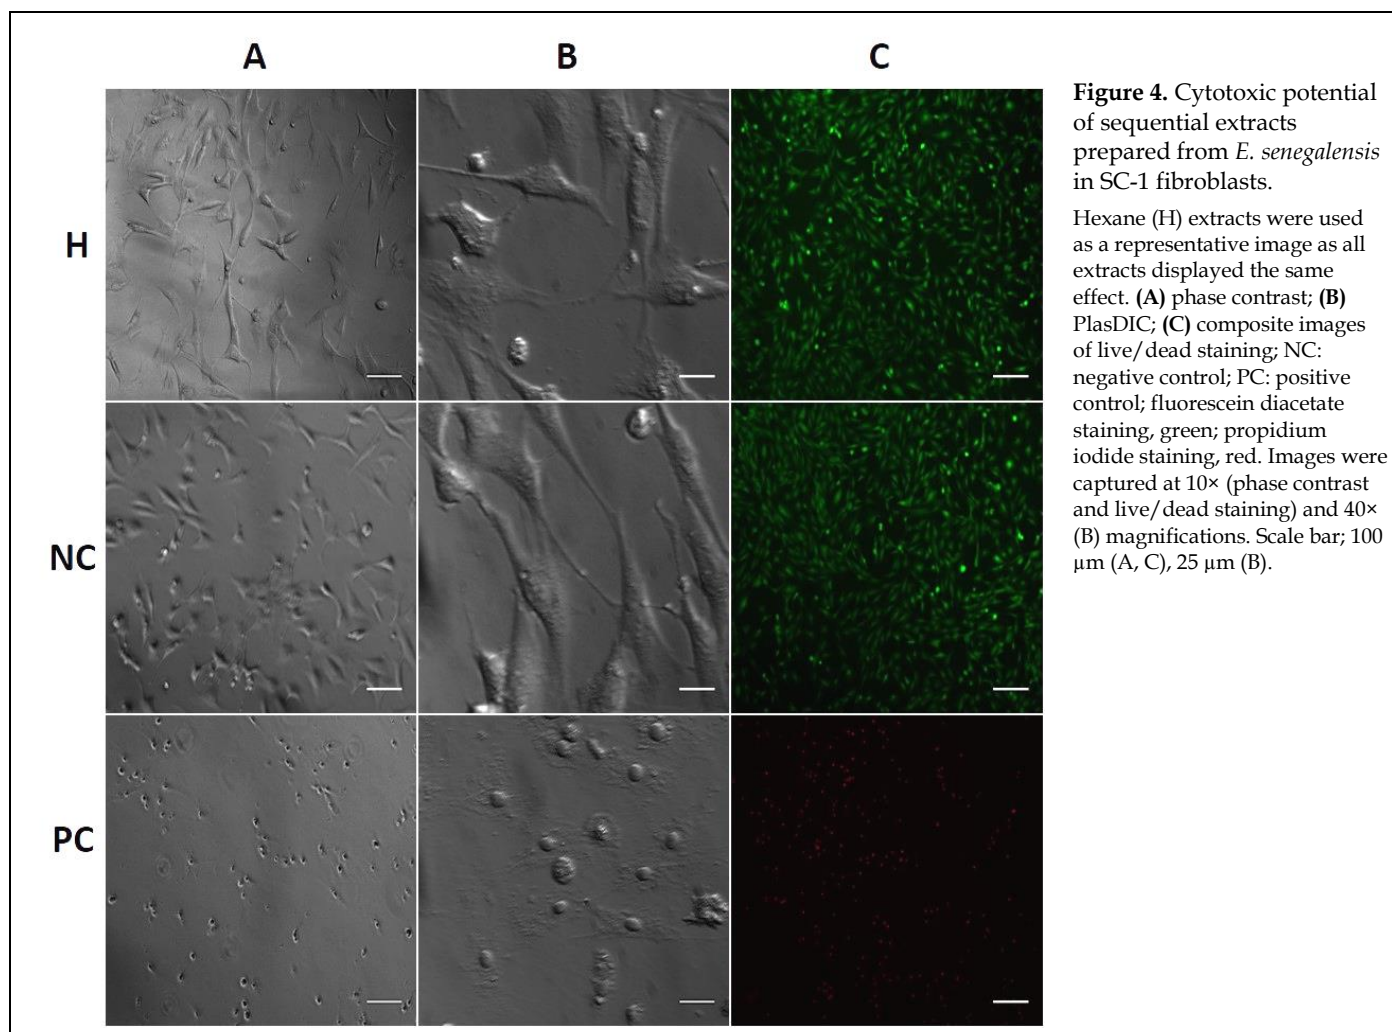 A B C
H
NC
PC
Figure 4. Cytotoxic potential
of sequential extracts
prepared from E. senegalensis
in SC-1 fibroblasts.
Hexane (H) extracts were used
as a representative image as all
extracts displayed the same
effect. (A) phase contrast; (B)
PlasDIC; (C) composite images
of live/dead staining; NC:
negative control; PC: positive
control; fluorescein diacetate
staining, green; propidium
iodide staining, red. Images were
captured at 10× (phase contrast
and live/dead staining) and 40×
(B) magnifications. Scale bar; 100
µm (A, C), 25 µm (B).